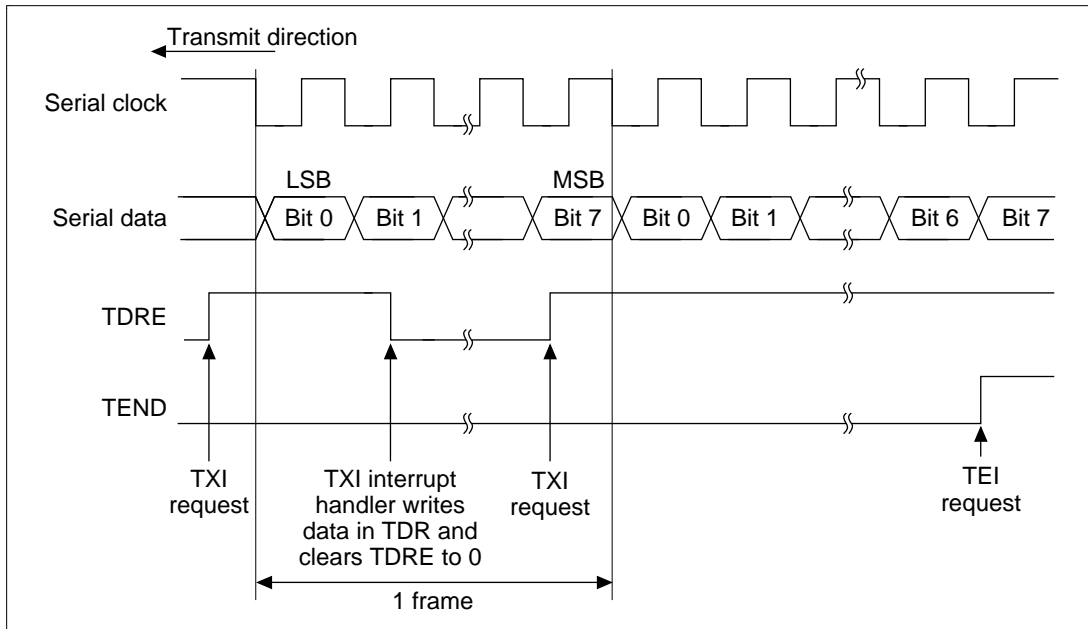 Transmit direction
Serial clock
LSB
MSB
Serial data
Bit 0
Bit 1
Bit 7
Bit 0
Bit 1
Bit 6
Bit 7
TDRE
TEND
TXI
request
TXI interrupt
handler writes
data in TDR and
clears TDRE to 0
TXI
request
TEI
request
1 frame